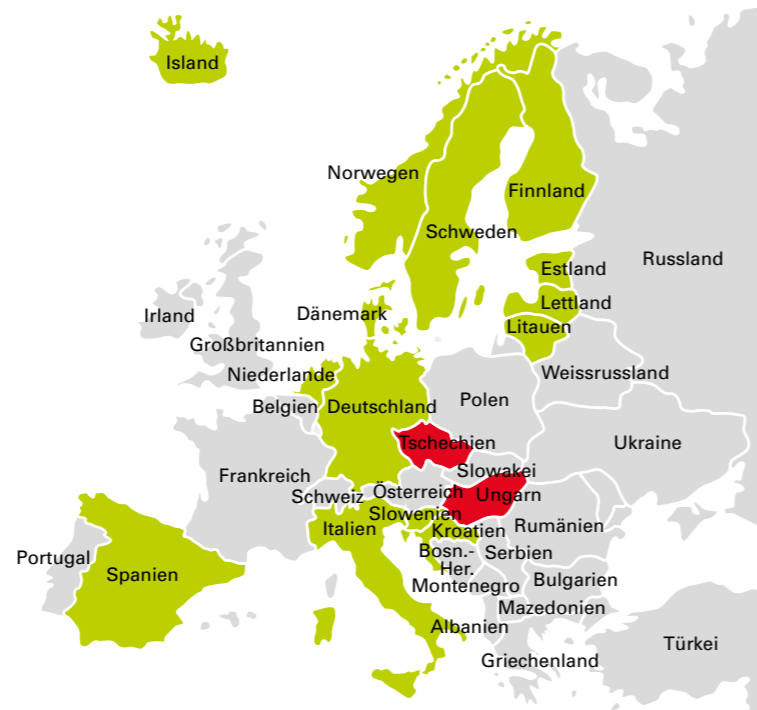 Island
Norwegen
Finnland
Schweden
Russland
Estland
Lettland
Dänemark
Irland
Litauen
Großbritannien
Niederlande
Weissrussland
Polen
Belgien
Deutschland
Tschechien
Ukraine
Slowakei
Frankreich
Schweiz
Österreich
Ungarn
Slowenien
Italien
Kroatien
Rumänien
Bosn.-
Her.
Serbien
Portugal
Spanien
Montenegro
Bulgarien
Mazedonien
Albanien
Türkei
Griechenland